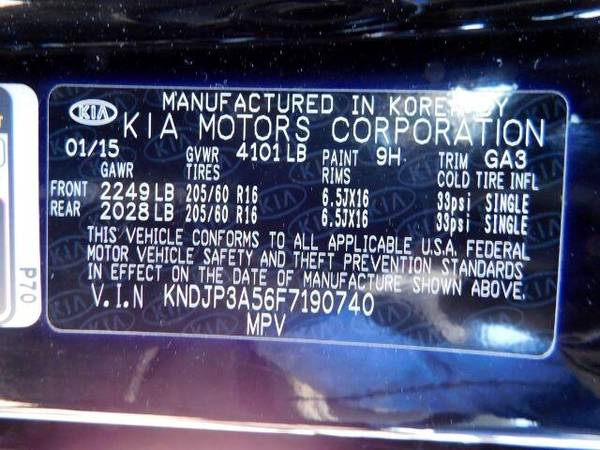 MANUFACTURED IN KOREA BY
KIA KIA MOTORS CORPORATION
01/15 GVWR 4101 LB PAINT 9H TRIM GA3
GAWR TIRES RIMS COLD TIRE INFL
FRONT 2249 LB 205/60 R16 6.5JX16 33psi SINGLE
REAR 2028 LB 205/60 R16 6.5JX16 33psi SINGLE
THIS VEHICLE CONFORMS TO ALL APPLICABLE U.S.A. FEDERAL
MOTOR VEHICLE SAFETY AND THEFT PREVENTION STANDARDS
IN EFFECT ON THE DATE OF MANUFACTURE SHOWN ABOVE.
V.I.N KNDJP3A56F7190740
MPV
P70